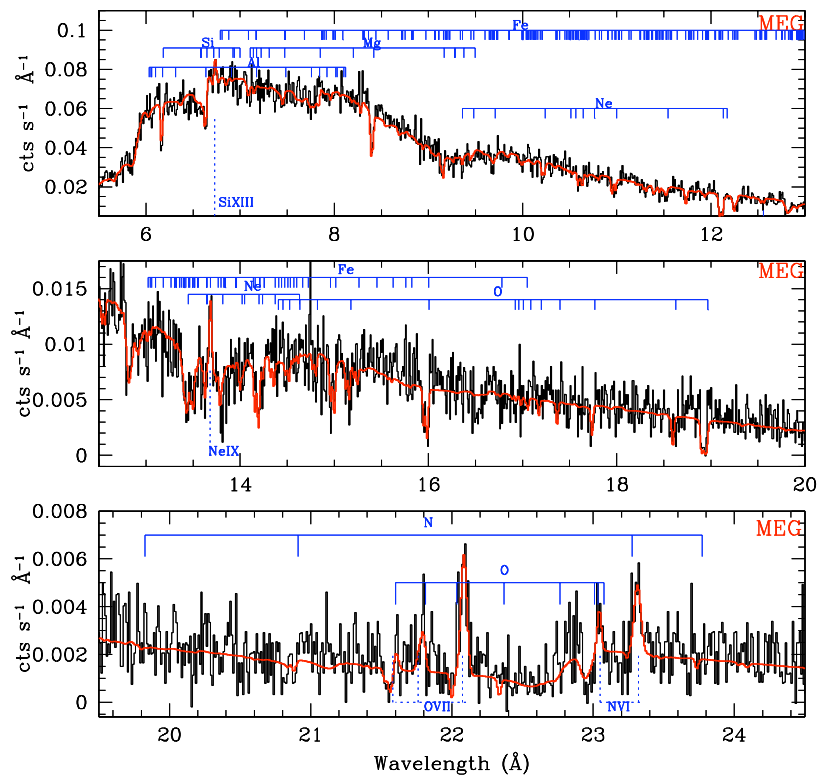 MEG
Fe
Si
Mg
Al
Ne
SiXIII
cts s⁻¹ Å⁻¹
0.1
0.08
0.06
0.04
0.02
6 8 10 12
MEG
Fe
Ne
O
NeIX
cts s⁻¹ Å⁻¹
0.015
0.01
0.005
0
14 16 18 20
MEG
N
O
OVII
NVI
cts s⁻¹ Å⁻¹
0.008
0.006
0.004
0.002
0
20 21 22 23 24
Wavelength (Å)